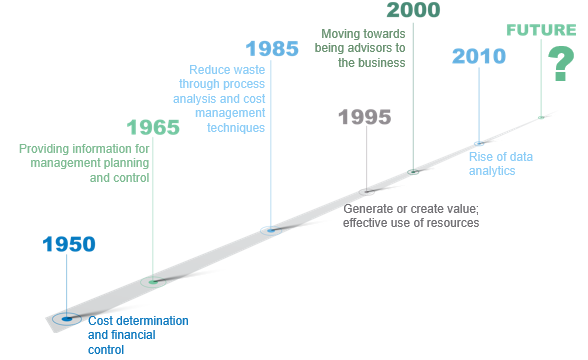 1950
Cost determination
and financial
control
1965
Providing information for
management planning
and control
1985
Reduce waste
through process
analysis and cost
management
techniques
1995
Generate or create value;
effective use of resources
2000
Moving towards
being advisors to
the business
2010
Rise of data
analytics
FUTURE
?